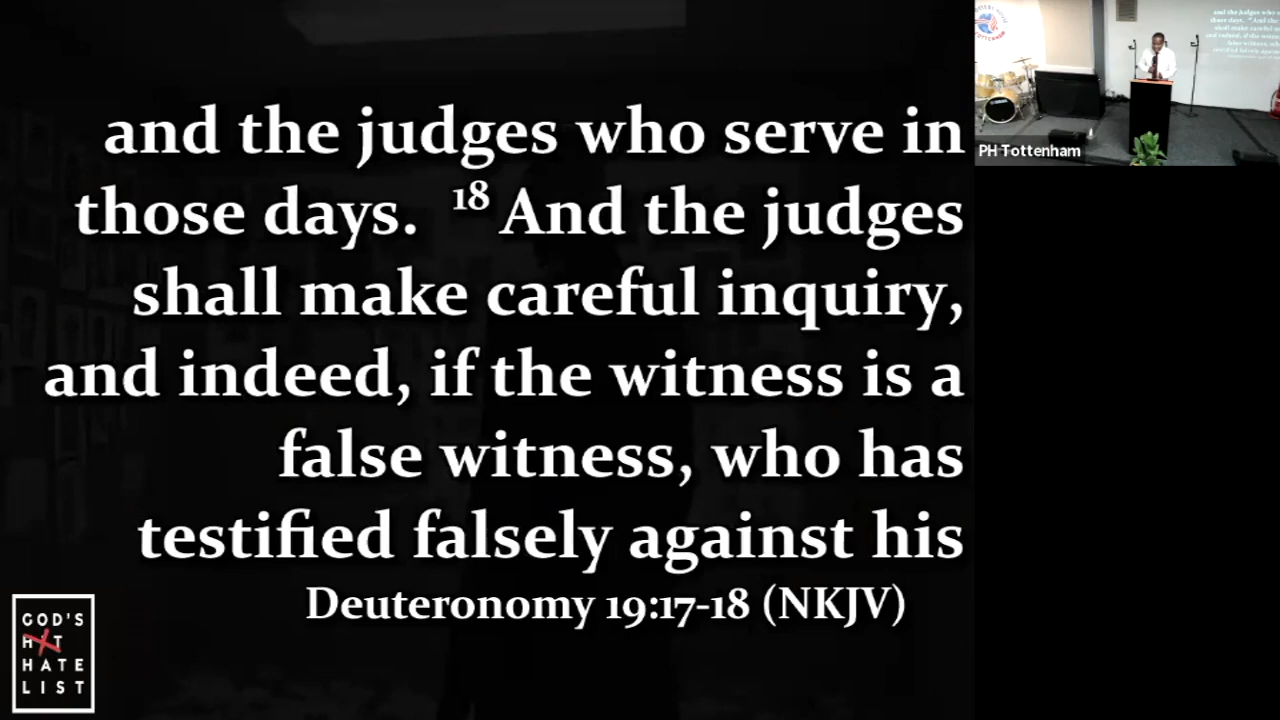 and the judges who serve in
those days. 18 And the judges
shall make careful inquiry,
and indeed, if the witness is a
false witness, who has
testified falsely against his
Deuteronomy 19:17-18 (NKJV)
GOD'S
HIT
HATE
LIST
PH Tottenham